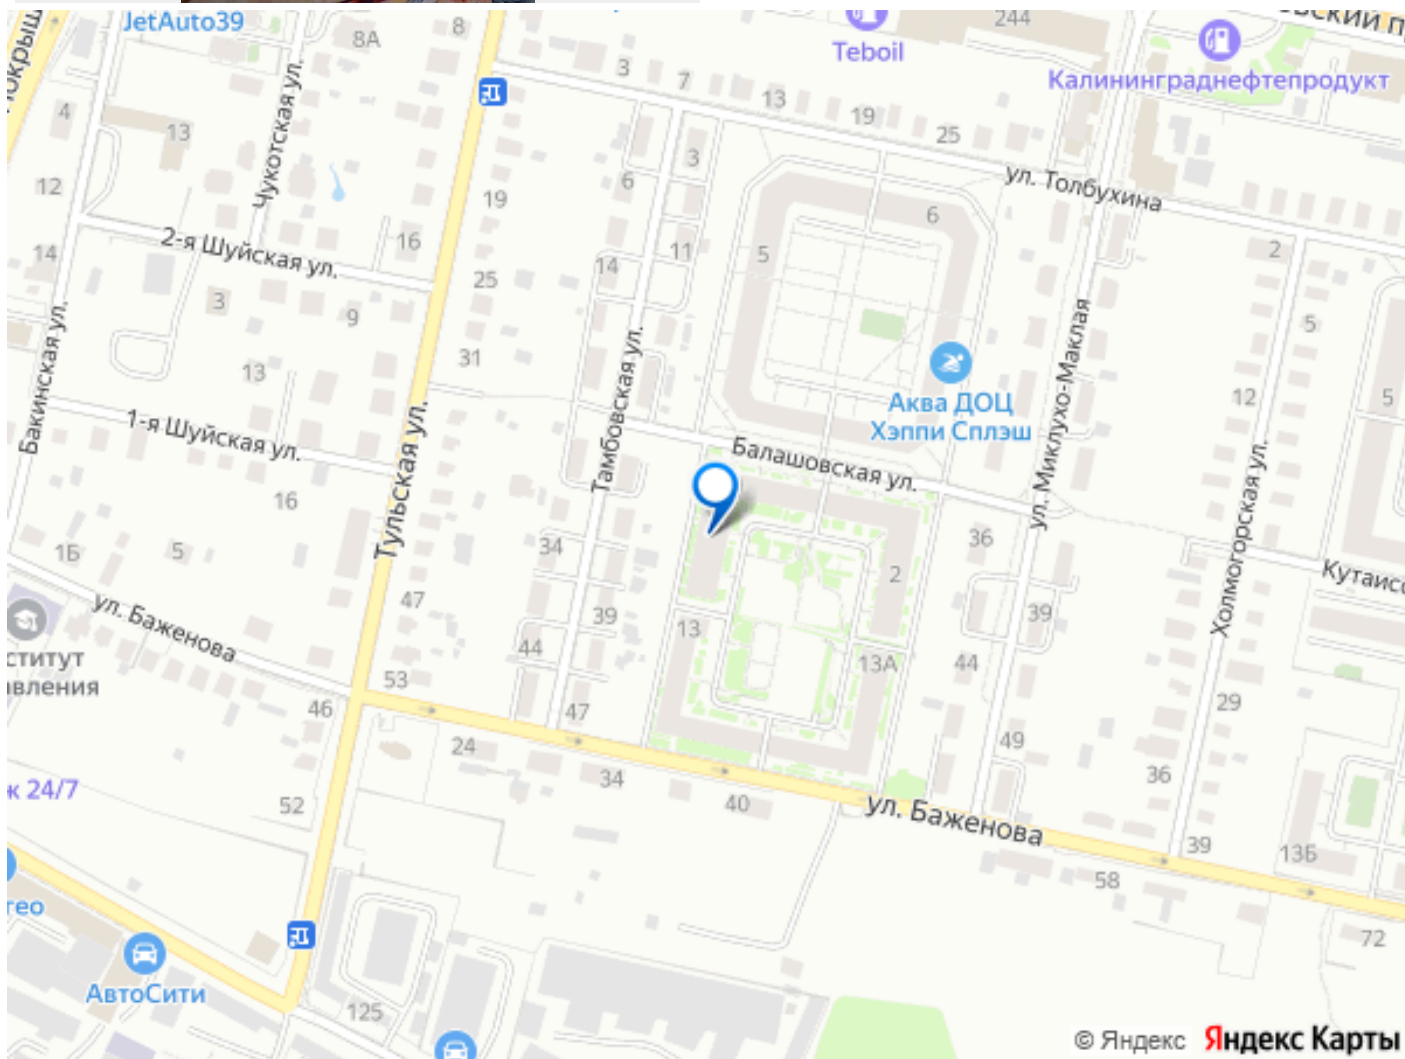 JetAuto39
8А
8
3
7
13
19
25
Teboil
244
Калининграднефтепродукт
4
13
12
14
Чукотская ул.
2-я Шуйская ул.
16
19
25
31
3
9
13
6
3
11
14
5
6
ул. Толбухина
2
5
12
5
Бакинская ул.
1-я Шуйская ул.
16
Тульская ул.
Тамбовская ул.
Аква ДОЦ
Хэппи Сплэш
Балашовская ул.
ул. Миклухо-Маклая
Холмогорская ул.
1Б
5
ул. Баженова
47
34
39
44
53
46
47
13
2
13А
36
39
44
49
29
36
39
24
34
40
52
ул. Баженова
58
13Б
72
24/7
АвтоСити
125
© Яндекс Яндекс Карты